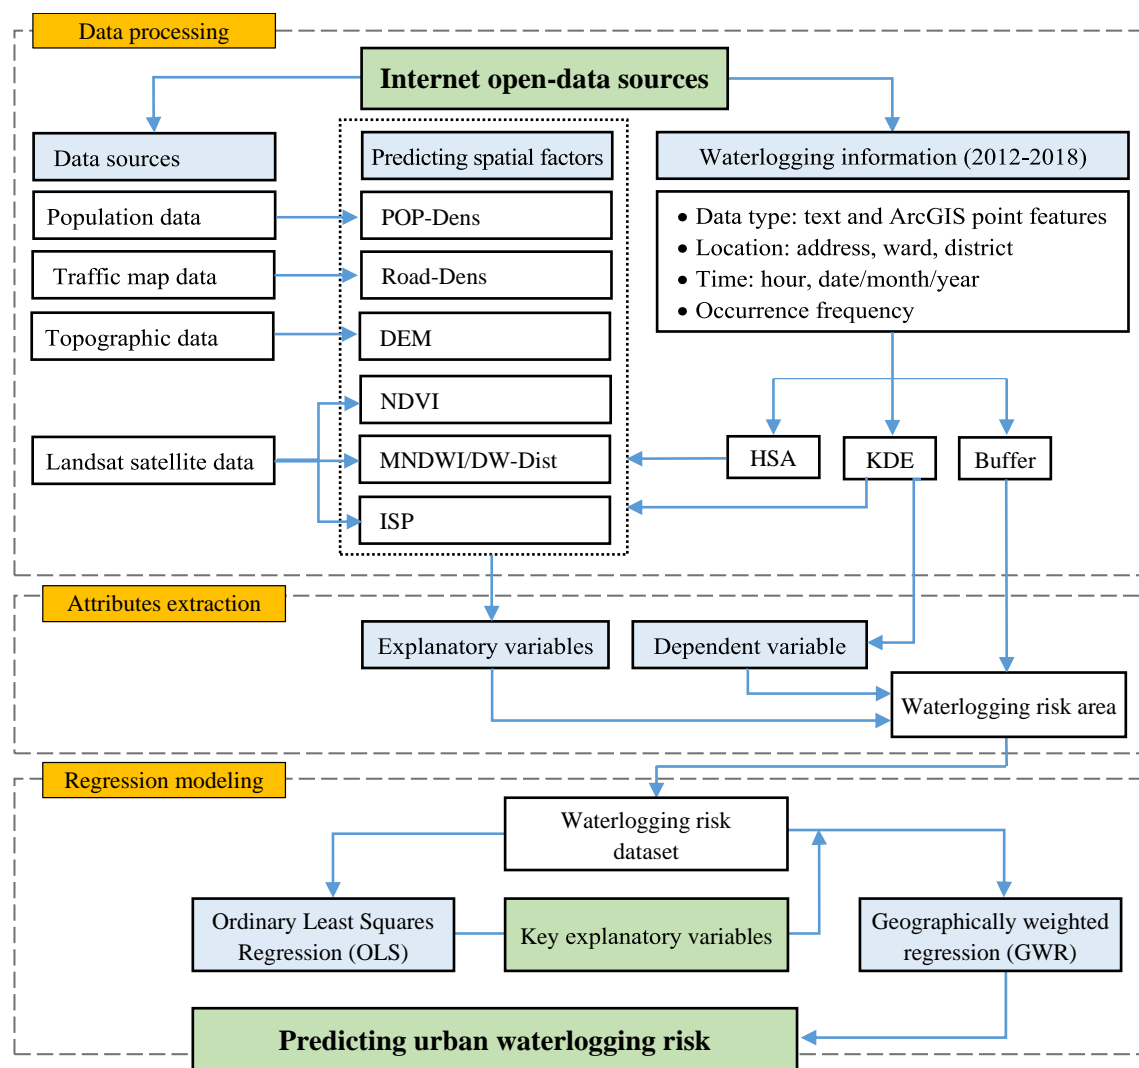 Data processing
Internet open-data sources
Data sources
Predicting spatial factors
Waterlogging information (2012-2018)
Population data
POP-Dens
Traffic map data
Road-Dens
Topographic data
DEM
NDVI
Landsat satellite data
MNDWI/DW-Dist
ISP
• Data type: text and ArcGIS point features
• Location: address, ward, district
• Time: hour, date/month/year
• Occurrence frequency
HSA
KDE
Buffer
Attributes extraction
Explanatory variables
Dependent variable
Waterlogging risk area
Regression modeling
Waterlogging risk
dataset
Ordinary Least Squares
Regression (OLS)
Key explanatory variables
Geographically weighted
regression (GWR)
Predicting urban waterlogging risk